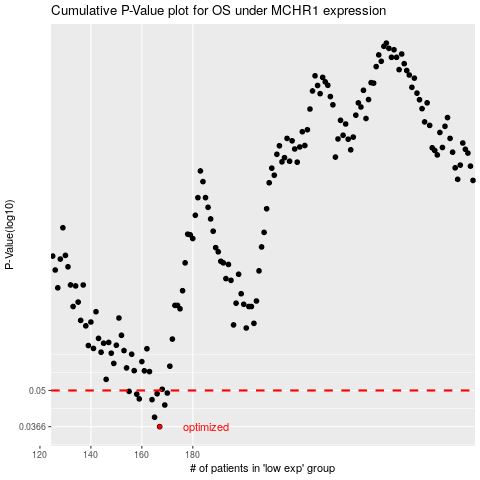 Cumulative P-Value plot for OS under MCHR1 expression
P-Value(log10)
0.05
0.0366
optimized
120 140 160 180
# of patients in 'low exp' group